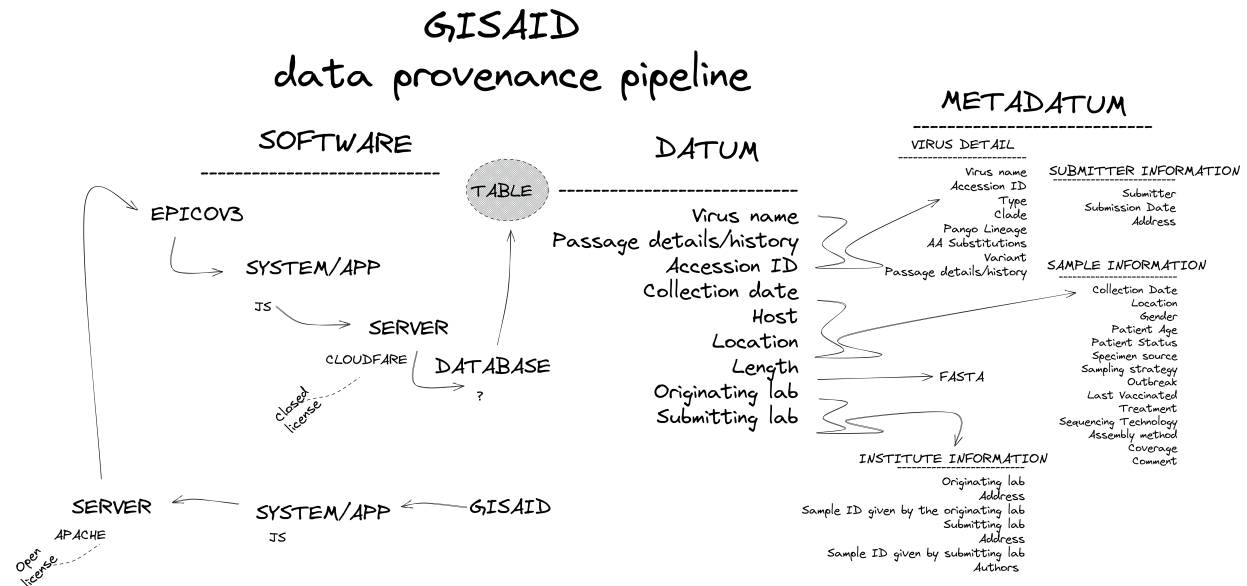 GISAID
data provenance pipeline
SOFTWARE
EPICOV3
SYSTEM/APP
JS
SERVER
CLOUDFARE
closed
license
DATABASE
?
TABLE
GISAID
SYSTEM/APP
JS
SERVER
APACHE
Open
license
DATUM
Virus name
Passage details/history
Accession ID
Collection date
Host
Location
Length
Originating lab
Submitting lab
METADATUM
VIRUS DETAIL
Virus name
Accession ID
Type
Clade
Pango Lineage
AA Substitutions
Variant
Passage details/history
SUBMITTER INFORMATION
Submitter
Submission Date
Address
SAMPLE INFORMATION
Collection Date
Location
Gender
Patient Age
Patient Status
Specimen source
Sampling strategy
Outbreak
Last Vaccinated
Treatment
Sequencing Technology
Assembly method
Coverage
Comment
FASTA
INSTITUTE INFORMATION
Originating lab
Address
Sample ID given by the originating lab
Submitting lab
Address
Sample ID given by submitting lab
Authors